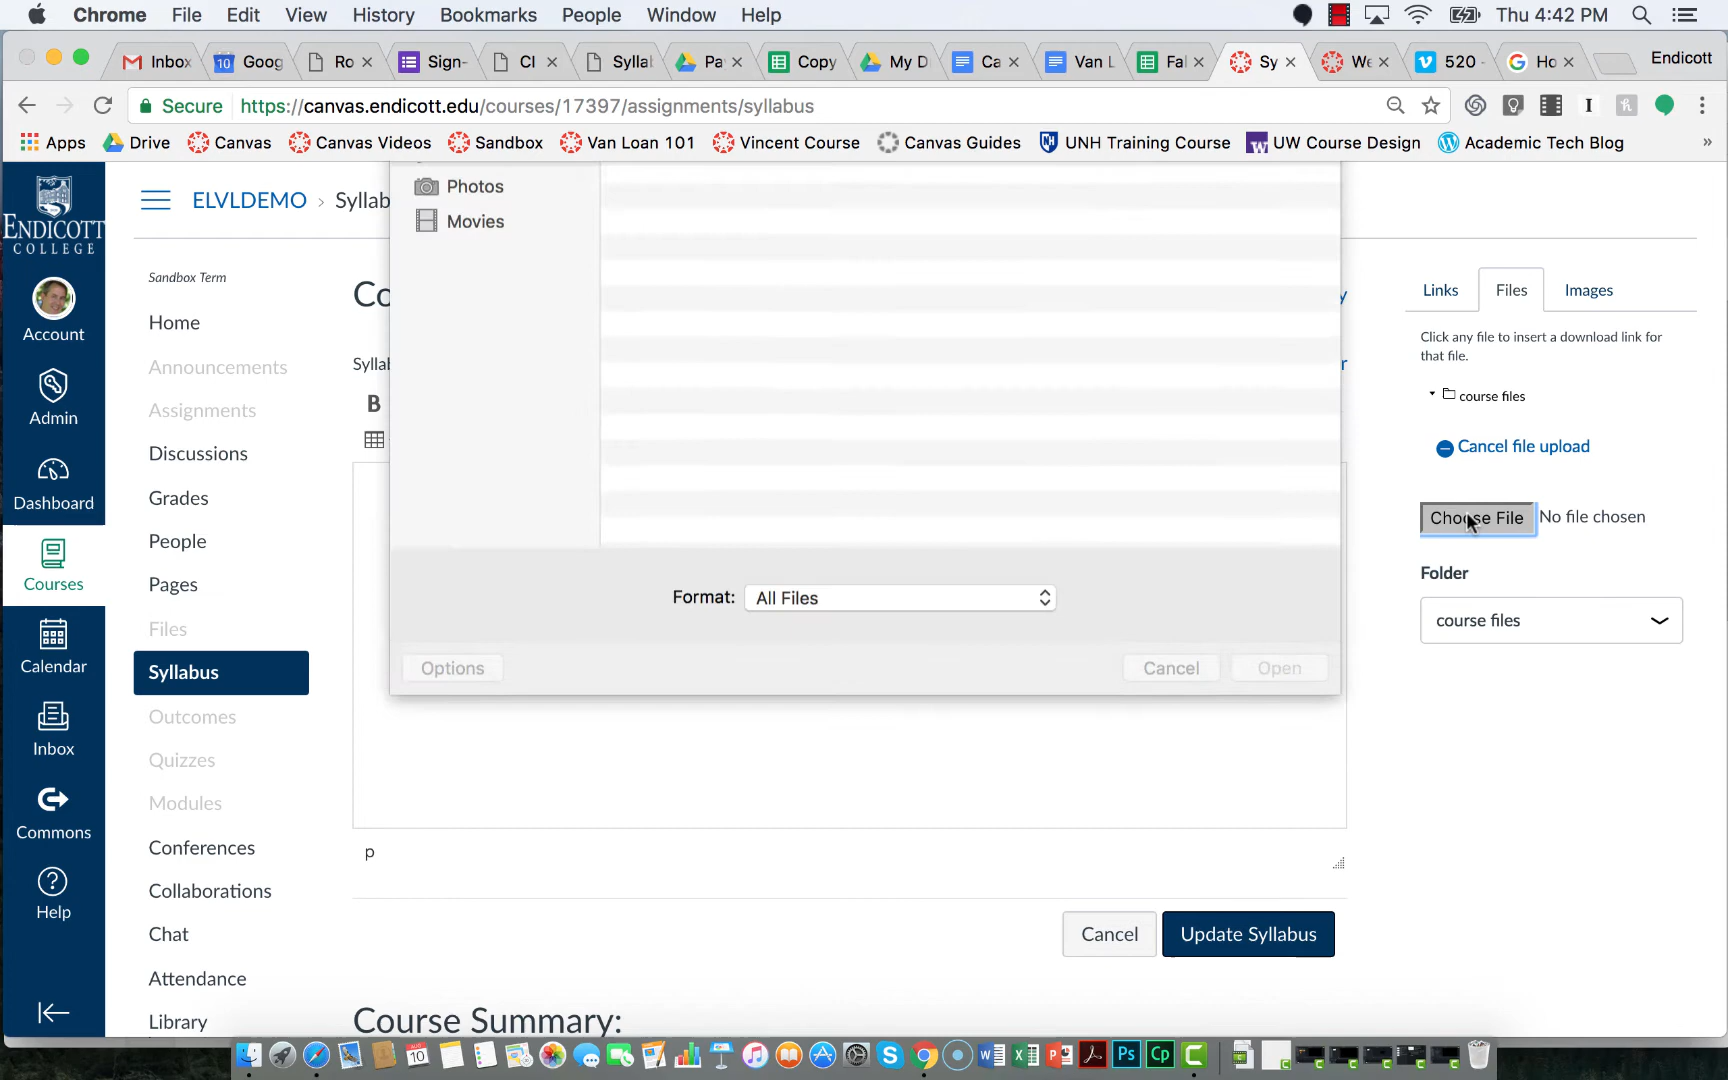 Chrome File Edit View History Bookmarks People Window Help Thu 4:42 PM
Inbox Goog Ro Sign- CI Syllal Pa Copy My D Ca Van L Fal Sy We 520 - Ho Endicott
Secure https://canvas.endicott.edu/courses/17397/assignments/syllabus
Apps Drive Canvas Canvas Videos Sandbox Van Loan 101 Vincent Course Canvas Guides UNH Training Course UW Course Design Academic Tech Blog »
ENDICOTT
COLLEGE
Account
Admin
Dashboard
Courses
Calendar
Inbox
Commons
Help
ELVLDEMO › Syllab
Sandbox Term
Home
Announcements
Assignments
Discussions
Grades
People
Pages
Files
Syllabus
Outcomes
Quizzes
Modules
Conferences
Collaborations
Chat
Attendance
Library
Co
Syllal
B
Photos
Movies
Format: All Files
Options Cancel Open
p
Cancel Update Syllabus
Course Summary:
Links Files Images
Click any file to insert a download link for
that file.
course files
Cancel file upload
Choose File No file chosen
Folder
course files